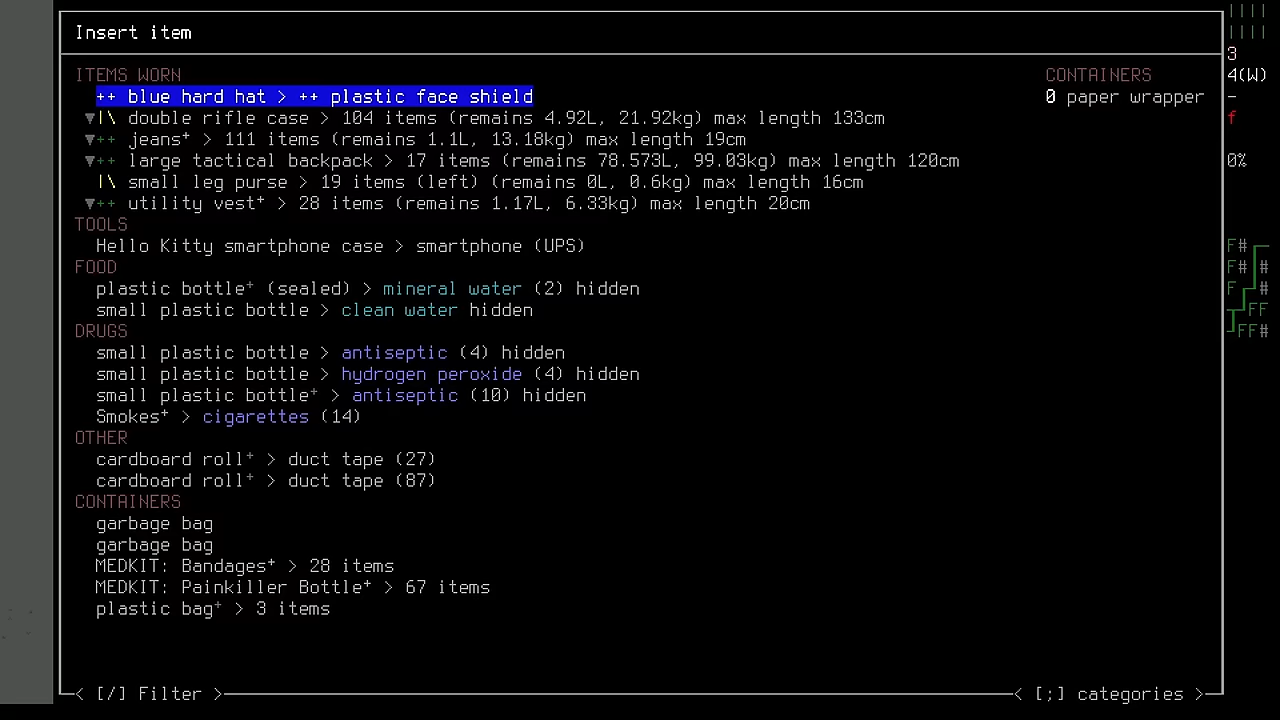 Insert item
ITEMS WORN CONTAINERS
++ blue hard hat > ++ plastic face shield 0 paper wrapper
▼|\ double rifle case > 104 items (remains 4.92L, 21.92kg) max length 133cm
▼++ jeans⁺ > 111 items (remains 1.1L, 13.18kg) max length 19cm
▼++ large tactical backpack > 17 items (remains 78.573L, 99.03kg) max length 120cm
|\ small leg purse > 19 items (left) (remains 0L, 0.6kg) max length 16cm
▼++ utility vest⁺ > 28 items (remains 1.17L, 6.33kg) max length 20cm
TOOLS
Hello Kitty smartphone case > smartphone (UPS)
FOOD
plastic bottle⁺ (sealed) > mineral water (2) hidden
small plastic bottle > clean water hidden
DRUGS
small plastic bottle > antiseptic (4) hidden
small plastic bottle > hydrogen peroxide (4) hidden
small plastic bottle⁺ > antiseptic (10) hidden
Smokes⁺ > cigarettes (14)
OTHER
cardboard roll⁺ > duct tape (27)
cardboard roll⁺ > duct tape (87)
CONTAINERS
garbage bag
garbage bag
MEDKIT: Bandages⁺ > 28 items
MEDKIT: Painkiller Bottle⁺ > 67 items
plastic bag⁺ > 3 items
< [/] Filter > < [;] categories >
||||
||||
3
4(W)
-
f
0%
F#
F# #
F #
FF
FF#